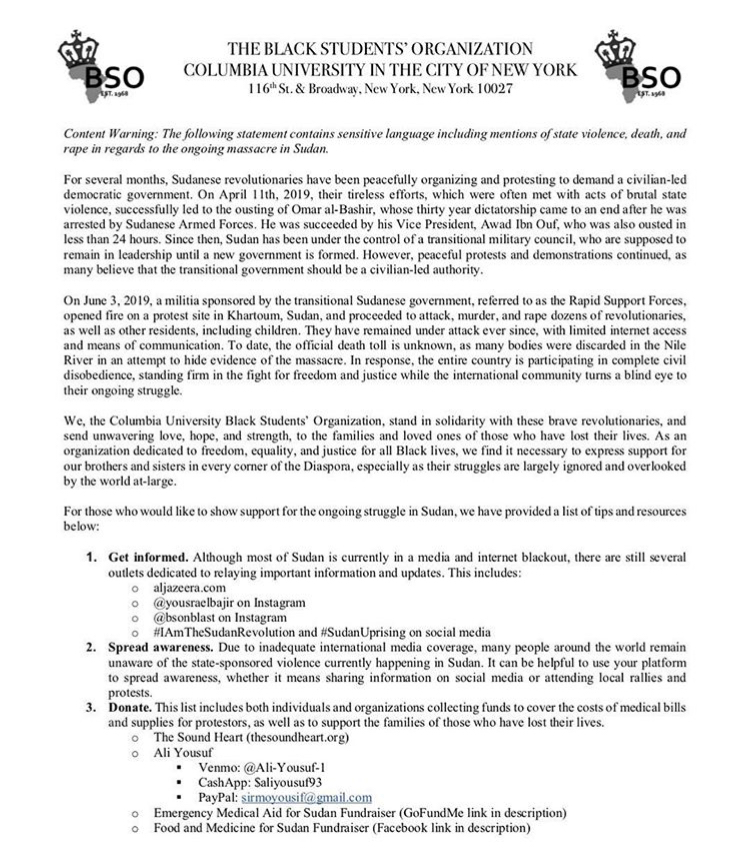 BSO
EST. 1968
THE BLACK STUDENTS' ORGANIZATION
COLUMBIA UNIVERSITY IN THE CITY OF NEW YORK
116th St. & Broadway, New York, New York 10027
BSO
EST. 1968
Content Warning: The following statement contains sensitive language including mentions of state violence, death, and
rape in regards to the ongoing massacre in Sudan.
For several months, Sudanese revolutionaries have been peacefully organizing and protesting to demand a civilian-led
democratic government. On April 11th, 2019, their tireless efforts, which were often met with acts of brutal state
violence, successfully led to the ousting of Omar al-Bashir, whose thirty year dictatorship came to an end after he was
arrested by Sudanese Armed Forces. He was succeeded by his Vice President, Awad Ibn Ouf, who was also ousted in
less than 24 hours. Since then, Sudan has been under the control of a transitional military council, who are supposed to
remain in leadership until a new government is formed. However, peaceful protests and demonstrations continued, as
many believe that the transitional government should be a civilian-led authority.
On June 3, 2019, a militia sponsored by the transitional Sudanese government, referred to as the Rapid Support Forces,
opened fire on a protest site in Khartoum, Sudan, and proceeded to attack, murder, and rape dozens of revolutionaries,
as well as other residents, including children. They have remained under attack ever since, with limited internet access
and means of communication. To date, the official death toll is unknown, as many bodies were discarded in the Nile
River in an attempt to hide evidence of the massacre. In response, the entire country is participating in complete civil
disobedience, standing firm in the fight for freedom and justice while the international community turns a blind eye to
their ongoing struggle.
We, the Columbia University Black Students' Organization, stand in solidarity with these brave revolutionaries, and
send unwavering love, hope, and strength, to the families and loved ones of those who have lost their lives. As an
organization dedicated to freedom, equality, and justice for all Black lives, we find it necessary to express support for
our brothers and sisters in every corner of the Diaspora, especially as their struggles are largely ignored and overlooked
by the world at-large.
For those who would like to show support for the ongoing struggle in Sudan, we have provided a list of tips and resources
below:
1. Get informed. Although most of Sudan is currently in a media and internet blackout, there are still several
outlets dedicated to relaying important information and updates. This includes:
o aljazeera.com
o @yousraelbajir on Instagram
o @bsonblast on Instagram
o #IAmTheSudanRevolution and #SudanUprising on social media
2. Spread awareness. Due to inadequate international media coverage, many people around the world remain
unaware of the state-sponsored violence currently happening in Sudan. It can be helpful to use your platform
to spread awareness, whether it means sharing information on social media or attending local rallies and
protests.
3. Donate. This list includes both individuals and organizations collecting funds to cover the costs of medical bills
and supplies for protestors, as well as to support the families of those who have lost their lives.
o The Sound Heart (thesoundheart.org)
o Ali Yousuf
▪ Venmo: @Ali-Yousuf-1
▪ CashApp: Saliyousuf93
▪ PayPal: sirmoyousif@gmail.com
o Emergency Medical Aid for Sudan Fundraiser (GoFundMe link in description)
o Food and Medicine for Sudan Fundraiser (Facebook link in description)